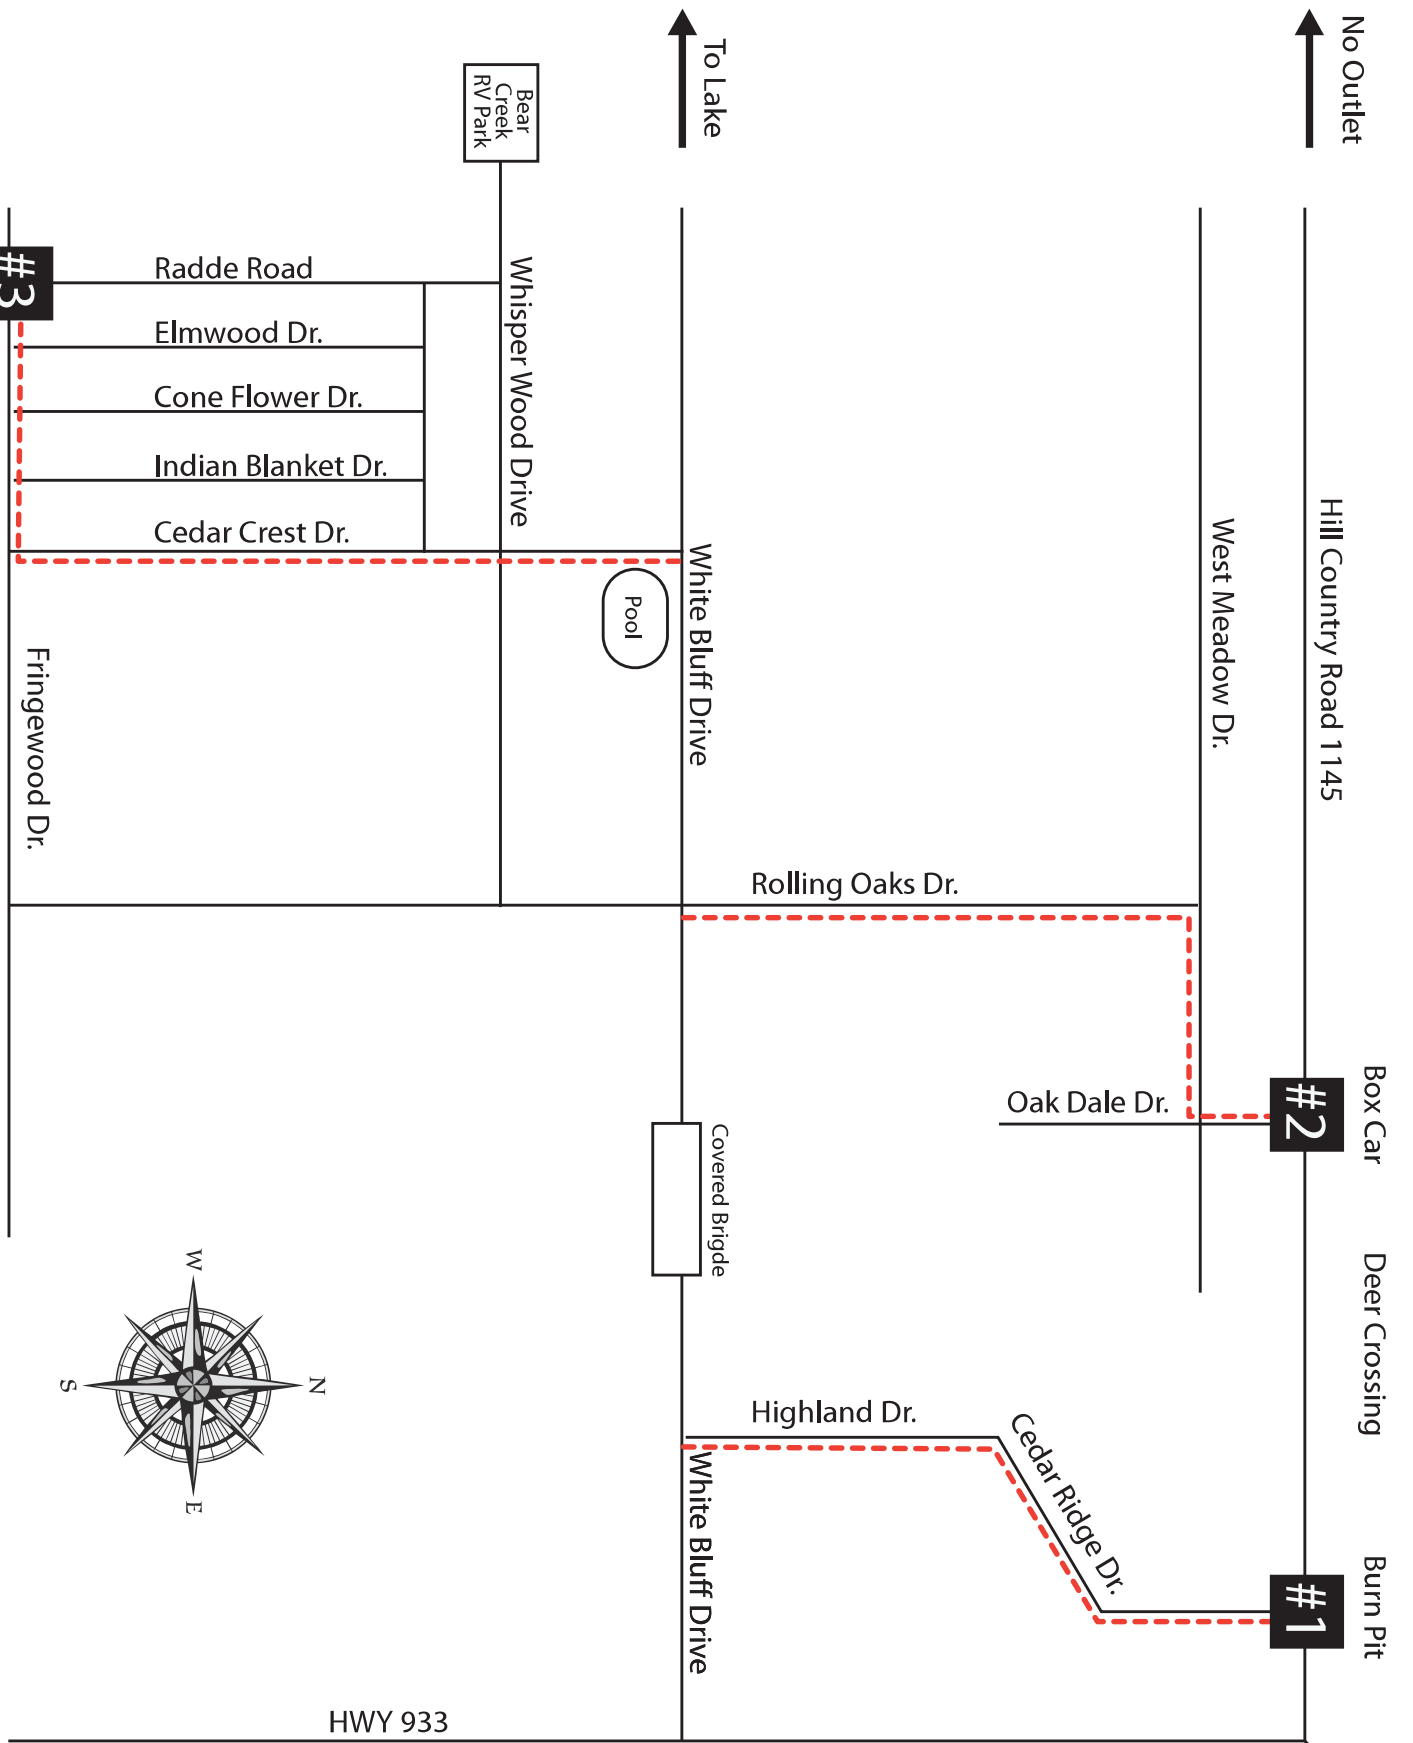 No Outlet
To Lake
Bear
Creek
RV Park
Hill Country Road 1145
West Meadow Dr.
White Bluff Drive
Whisper Wood Drive
#3
Radde Road
Elmwood Dr.
Cone Flower Dr.
Indian Blanket Dr.
Cedar Crest Dr.
Pool
Fringewood Dr.
Rolling Oaks Dr.
Box Car
#2
Oak Dale Dr.
Covered Brigde
Deer Crossing
Highland Dr.
Cedar Ridge Dr.
White Bluff Drive
Burn Pit
#1
HWY 933
W
N
S
E